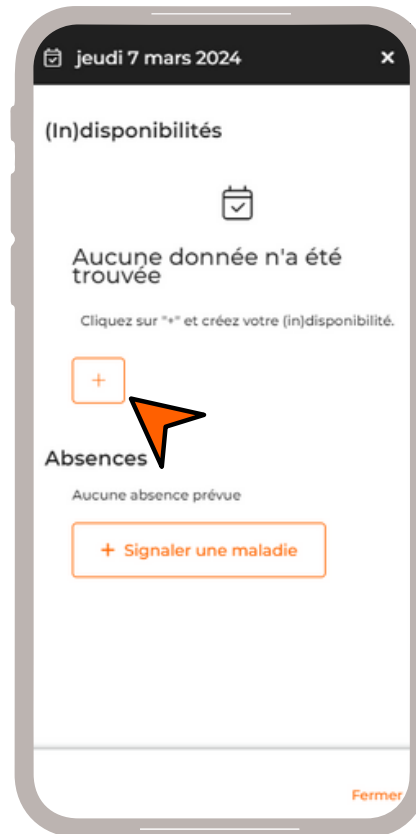 jeudi 7 mars 2024 ×
(In)disponibilités
Aucune donnée n'a été
trouvée
Cliquez sur "+" et créez votre (in)disponibilité.
+
Absences
Aucune absence prévue
+ Signaler une maladie
Fermer